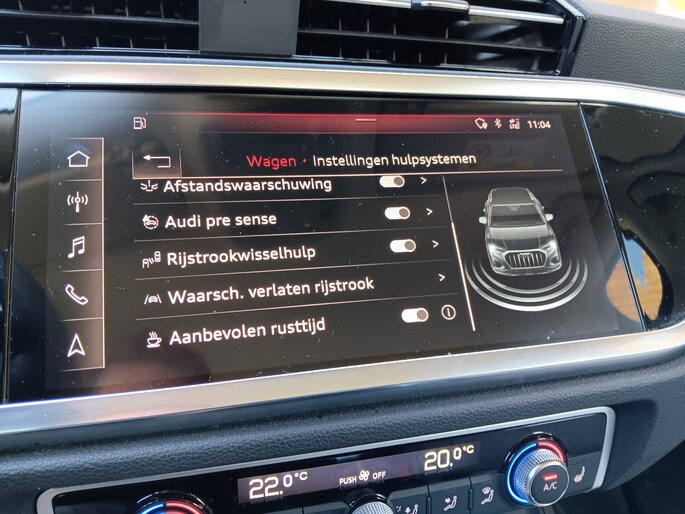 LTE 11:04
Wagen · Instellingen hulpsystemen
Afstandswaarschuwing
Audi pre sense
Rijstrookwisselhulp
Waarsch. verlaten rijstrook
Aanbevolen rusttijd
22.0°C PUSH OFF 20.0°C
A/C